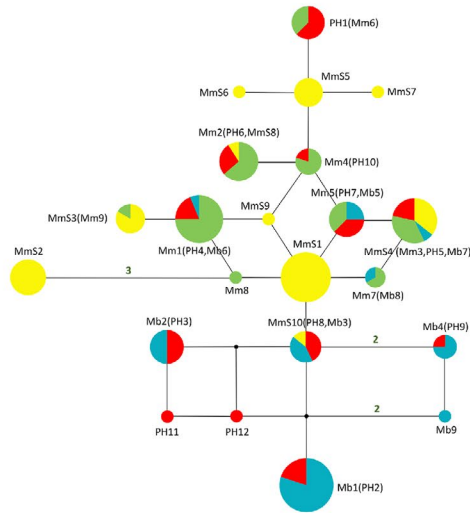 PH1(Mm6)
MmS5
MmS6
MmS7
Mm2(PH6,MmS8)
Mm4(PH10)
Mm5(PH7,Mb5)
MmS3(Mm9)
MmS9
Mm1(PH4,Mb6)
MmS1
MmS4 (Mm3,PH5,Mb7)
MmS2
3
Mm8
Mm7(Mb8)
Mb2(PH3)
MmS10(PH8,Mb3)
2
Mb4(PH9)
2
PH11
PH12
Mb9
Mb1(PH2)